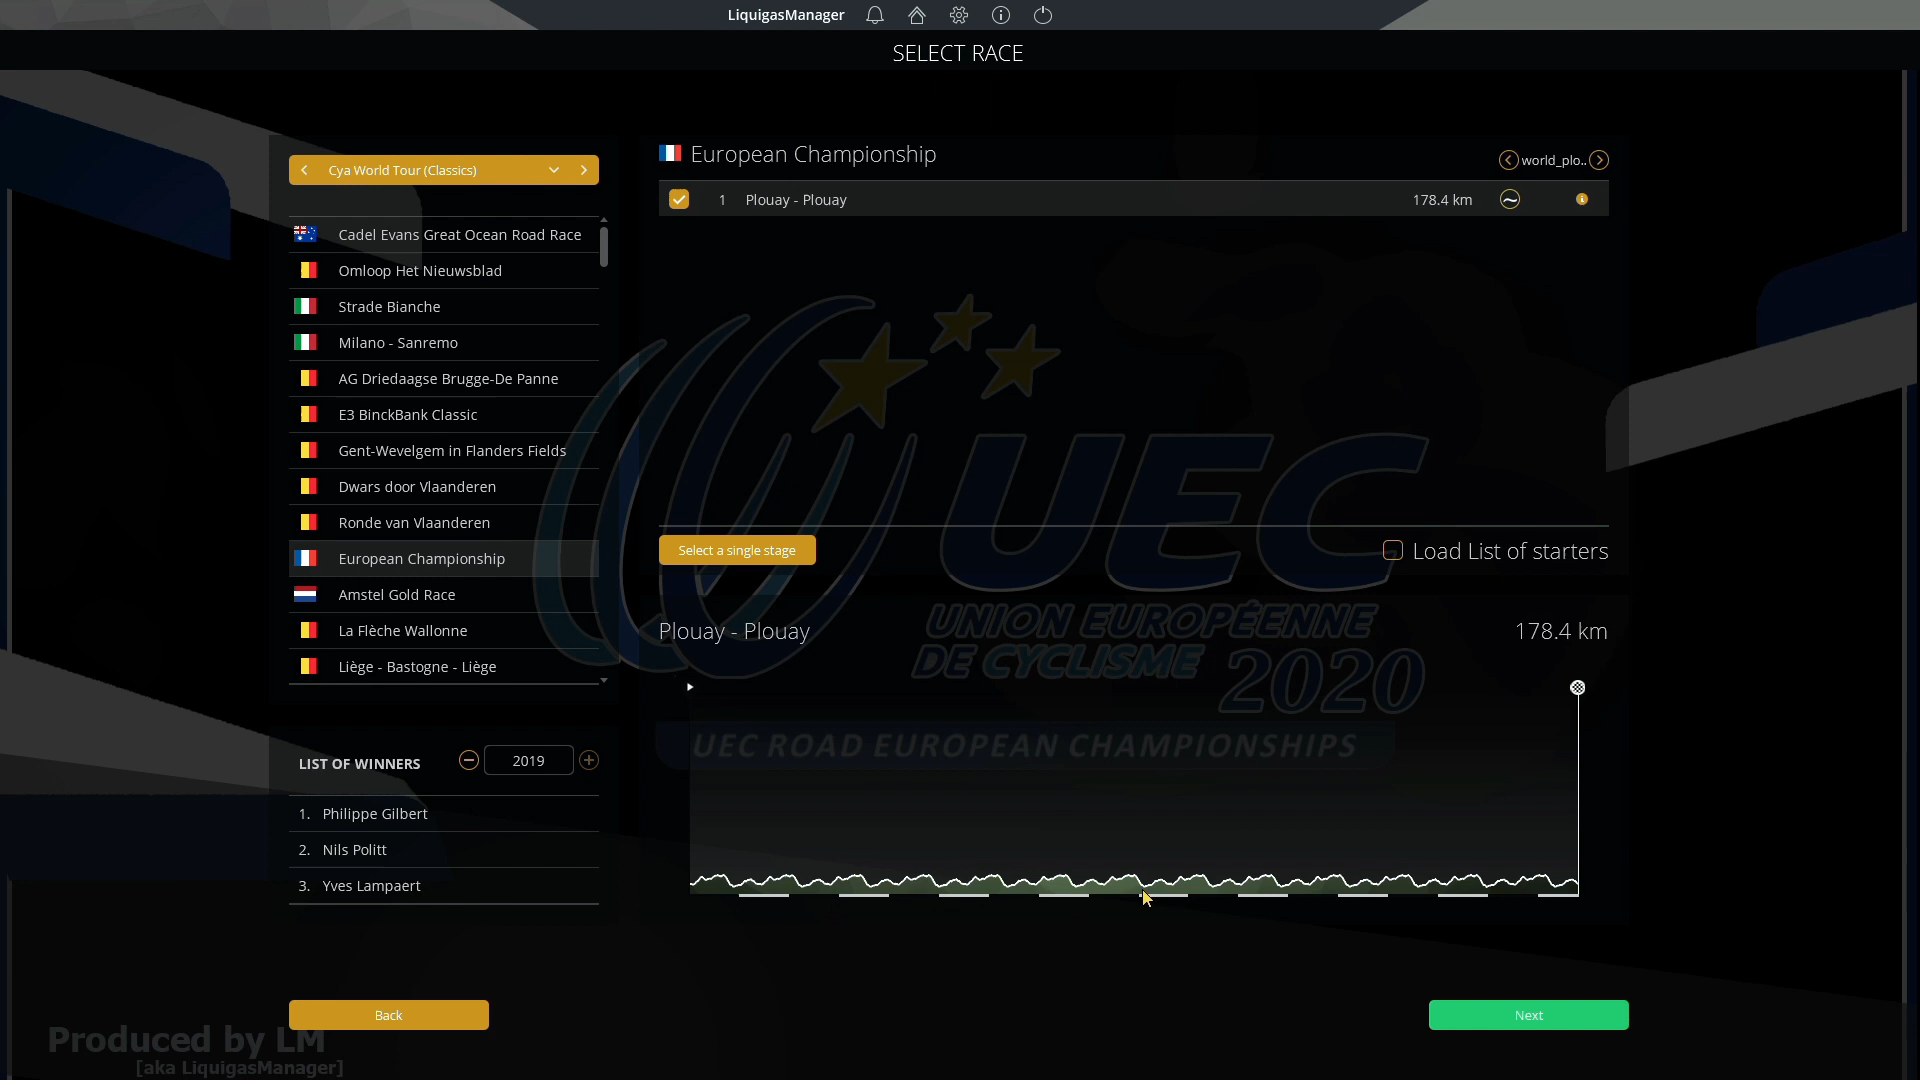 LiquigasManager
SELECT RACE
Cya World Tour (Classics)
Cadel Evans Great Ocean Road Race
Omloop Het Nieuwsblad
Strade Bianche
Milano - Sanremo
AG Driedaagse Brugge-De Panne
E3 BinckBank Classic
Gent-Wevelgem in Flanders Fields
Dwars door Vlaanderen
Ronde van Vlaanderen
European Championship
Amstel Gold Race
La Flèche Wallonne
Liège - Bastogne - Liège
LIST OF WINNERS 2019
1. Philippe Gilbert
2. Nils Politt
3. Yves Lampaert
European Championship world_plo..
1 Plouay - Plouay 178.4 km
Select a single stage Load List of starters
Plouay - Plouay 178.4 km
UEC
UNION EUROPÉENNE
DE CYCLISME 2020
UEC ROAD EUROPEAN CHAMPIONSHIPS
Back
Next
Produced by LM
[aka LiquigasManager]